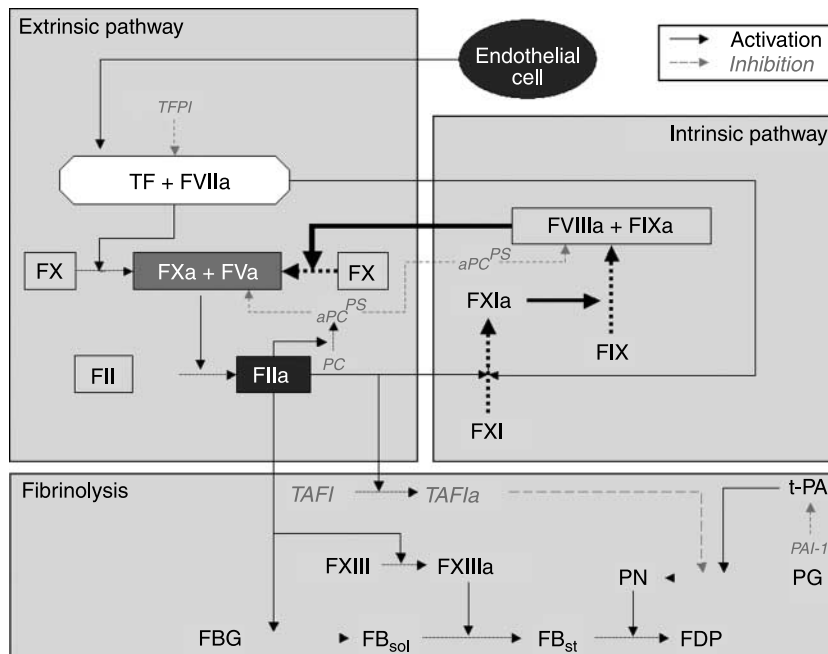 Extrinsic pathway
Endothelial
cell
Activation
Inhibition
TFPI
Intrinsic pathway
TF + FVIIa
FVIIIa + FIXa
FX
FXa + FVa
FX
aPC PS
FXIa
aPC PS
PC
FIX
FII
FIIa
FXI
Fibrinolysis
TAFI
TAFIa
t-PA
PAI-1
FXIII
FXIIIa
PN
PG
FBG
FBsol
FBst
FDP